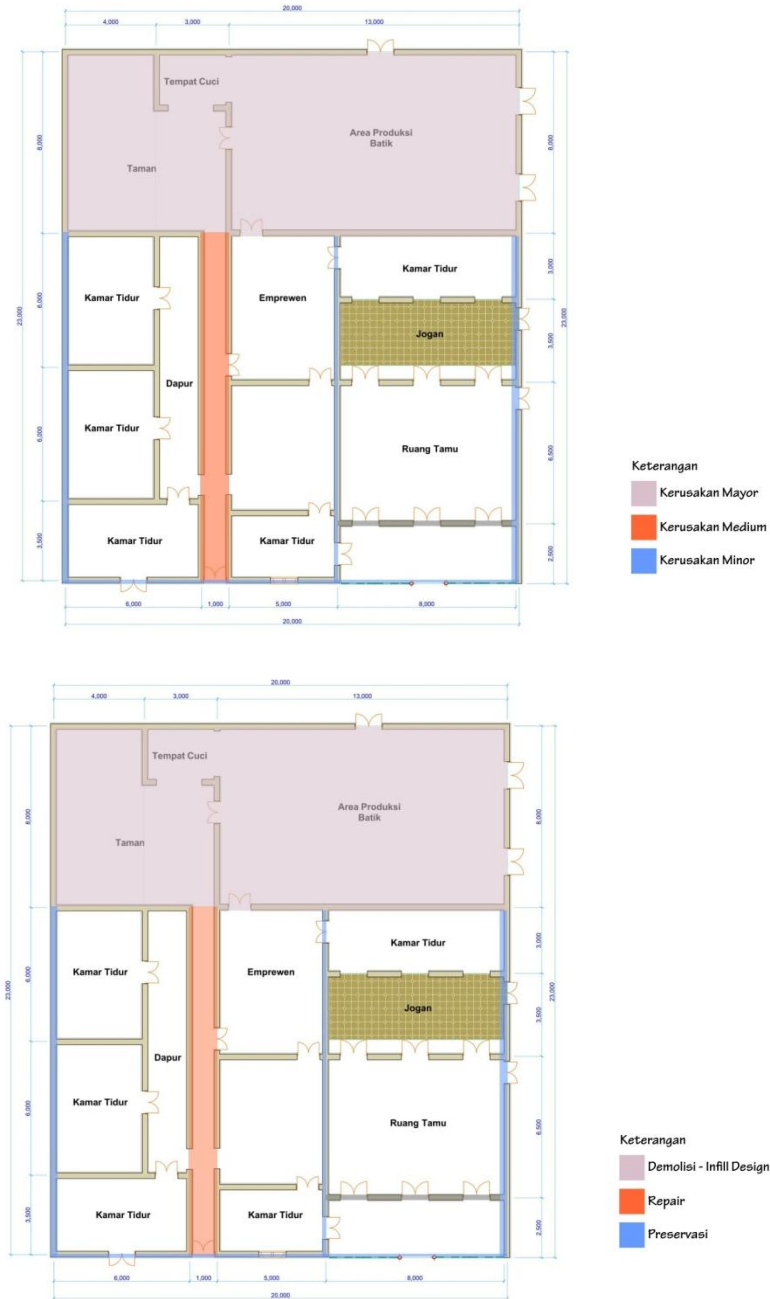 20,000
4,000
3,000
13,000
Tempat Cuci
Area Produksi
Batik
Taman
8,000
8,000
23,000
23,000
Kamar Tidur
Emprewen
Kamar Tidur
3,000
6,000
Jogan
3,500
Dapur
Kamar Tidur
Ruang Tamu
6,000
6,500
Kamar Tidur
Kamar Tidur
3,500
2,500
6,000
1,000
5,000
8,000
20,000
Keterangan
Kerusakan Mayor
Kerusakan Medium
Kerusakan Minor
20,000
4,000
3,000
13,000
Tempat Cuci
Area Produksi
Batik
Taman
8,000
8,000
23,000
23,000
Kamar Tidur
Emprewen
Kamar Tidur
3,000
6,000
Jogan
3,500
Dapur
Kamar Tidur
Ruang Tamu
6,000
6,500
Kamar Tidur
Kamar Tidur
3,500
2,500
6,000
1,000
5,000
8,000
20,000
Keterangan
Demolisi - Infill Design
Repair
Preservasi